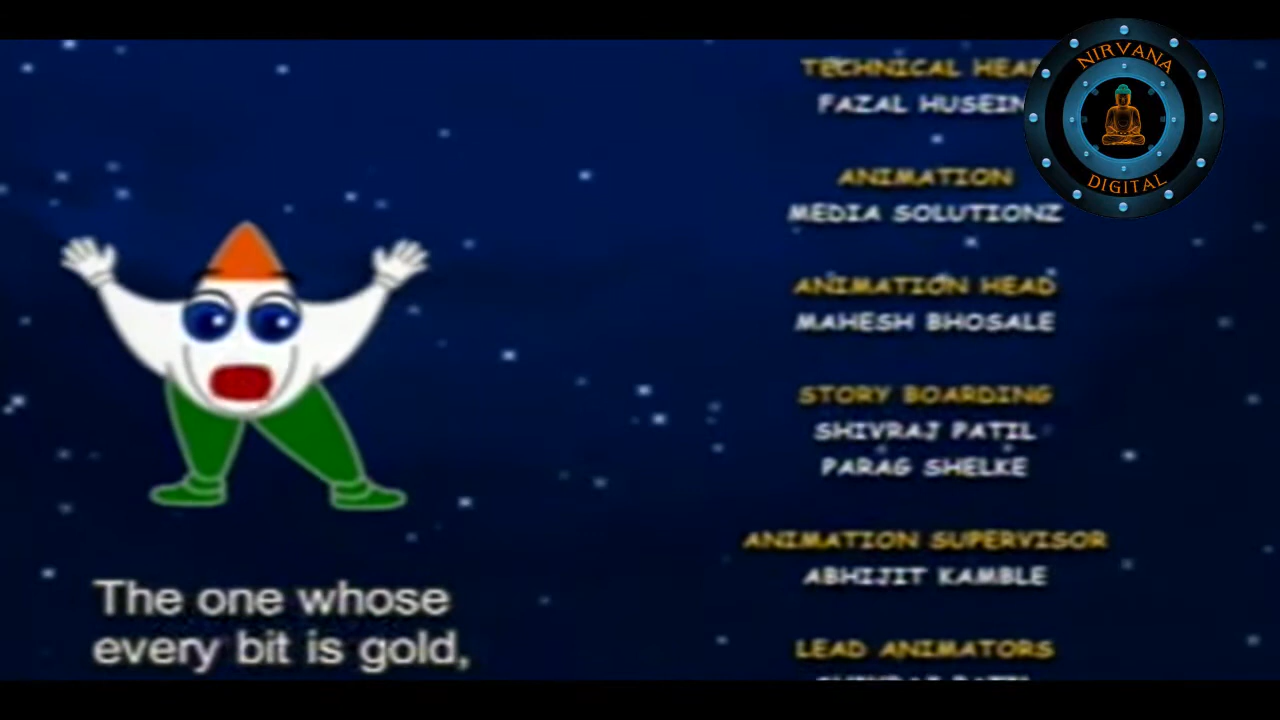 TECHNICAL HEAD
FAZAL HUSEIN
NIRVANA
DIGITAL
ANIMATION
MEDIA SOLUTIONZ
ANIMATION HEAD
MAHESH BHOSALE
STORY BOARDING
SHIVRAJ PATIL
PARAG SHELKE
ANIMATION SUPERVISOR
ABHIJIT KAMBLE
LEAD ANIMATORS
The one whose
every bit is gold,